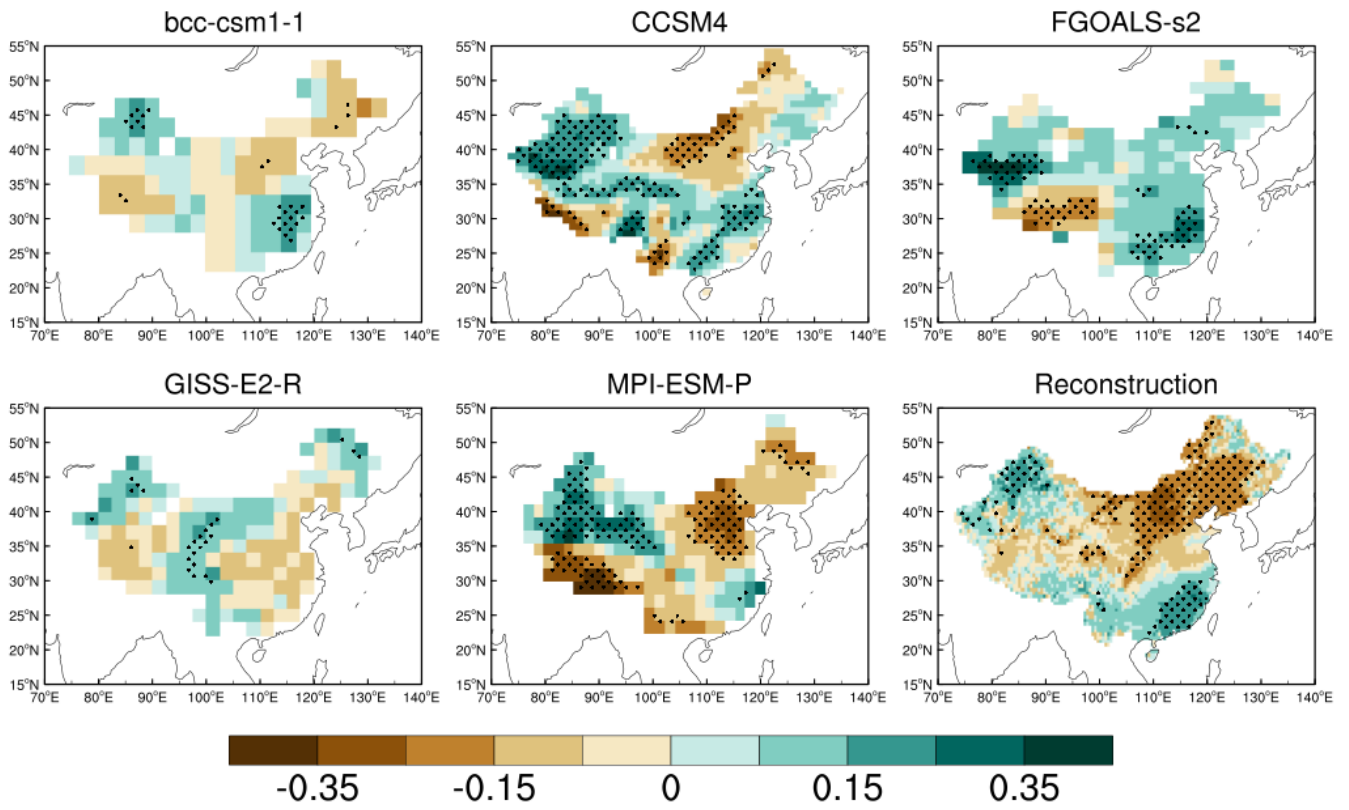 bcc-csm1-1 CCSM4 FGOALS-s2
55°N 55°N 55°N
50°N 50°N 50°N
45°N 45°N 45°N
40°N 40°N 40°N
35°N 35°N 35°N
30°N 30°N 30°N
25°N 25°N 25°N
20°N 20°N 20°N
15°N 15°N 15°N
70°E 80°E 90°E 100°E 110°E 120°E 130°E 140°E 70°E 80°E 90°E 100°E 110°E 120°E 130°E 140°E 70°E 80°E 90°E 100°E 110°E 120°E 130°E 140°E
GISS-E2-R MPI-ESM-P Reconstruction
55°N 55°N 55°N
50°N 50°N 50°N
45°N 45°N 45°N
40°N 40°N 40°N
35°N 35°N 35°N
30°N 30°N 30°N
25°N 25°N 25°N
20°N 20°N 20°N
15°N 15°N 15°N
70°E 80°E 90°E 100°E 110°E 120°E 130°E 140°E 70°E 80°E 90°E 100°E 110°E 120°E 130°E 140°E 70°E 80°E 90°E 100°E 110°E 120°E 130°E 140°E
-0.35 -0.15 0 0.15 0.35